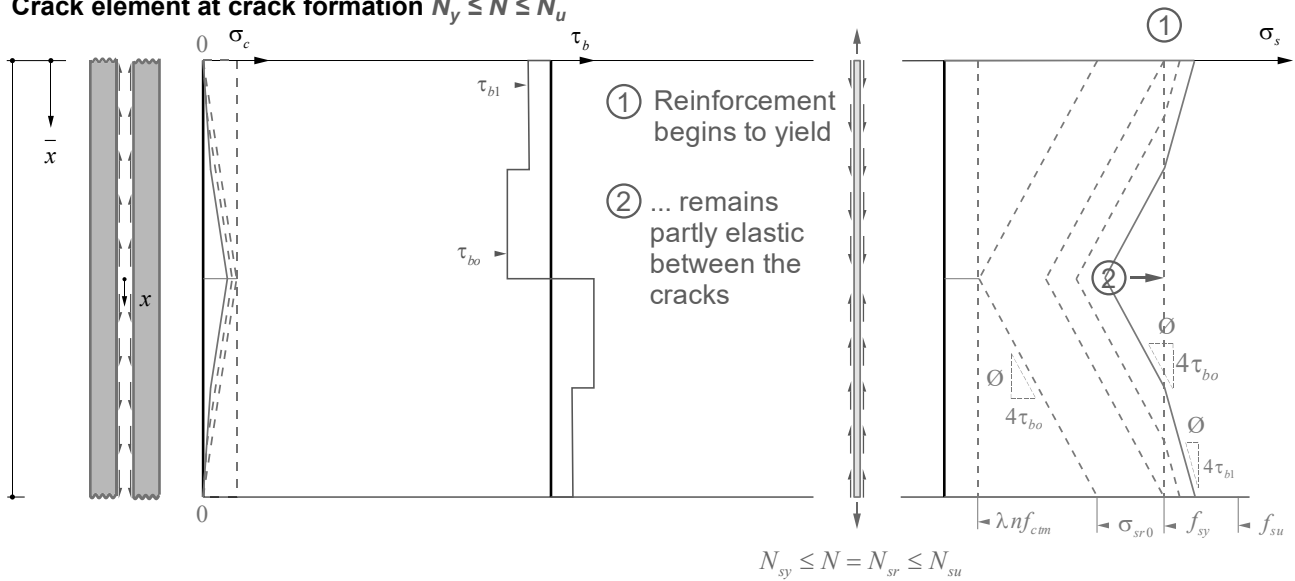 Crack element at crack formation N_y ≤ N ≤ N_u
0
σ_c
τ_b
①
σ_s
τ_b1
x̄
① Reinforcement
begins to yield
② ... remains
partly elastic
between the
cracks
τ_bo
②
x
Ø
4τ_bo
Ø
4τ_bo
Ø
4τ_b1
0
λnf_ctm
σ_sr0
f_sy
f_su
N_sy ≤ N = N_sr ≤ N_su